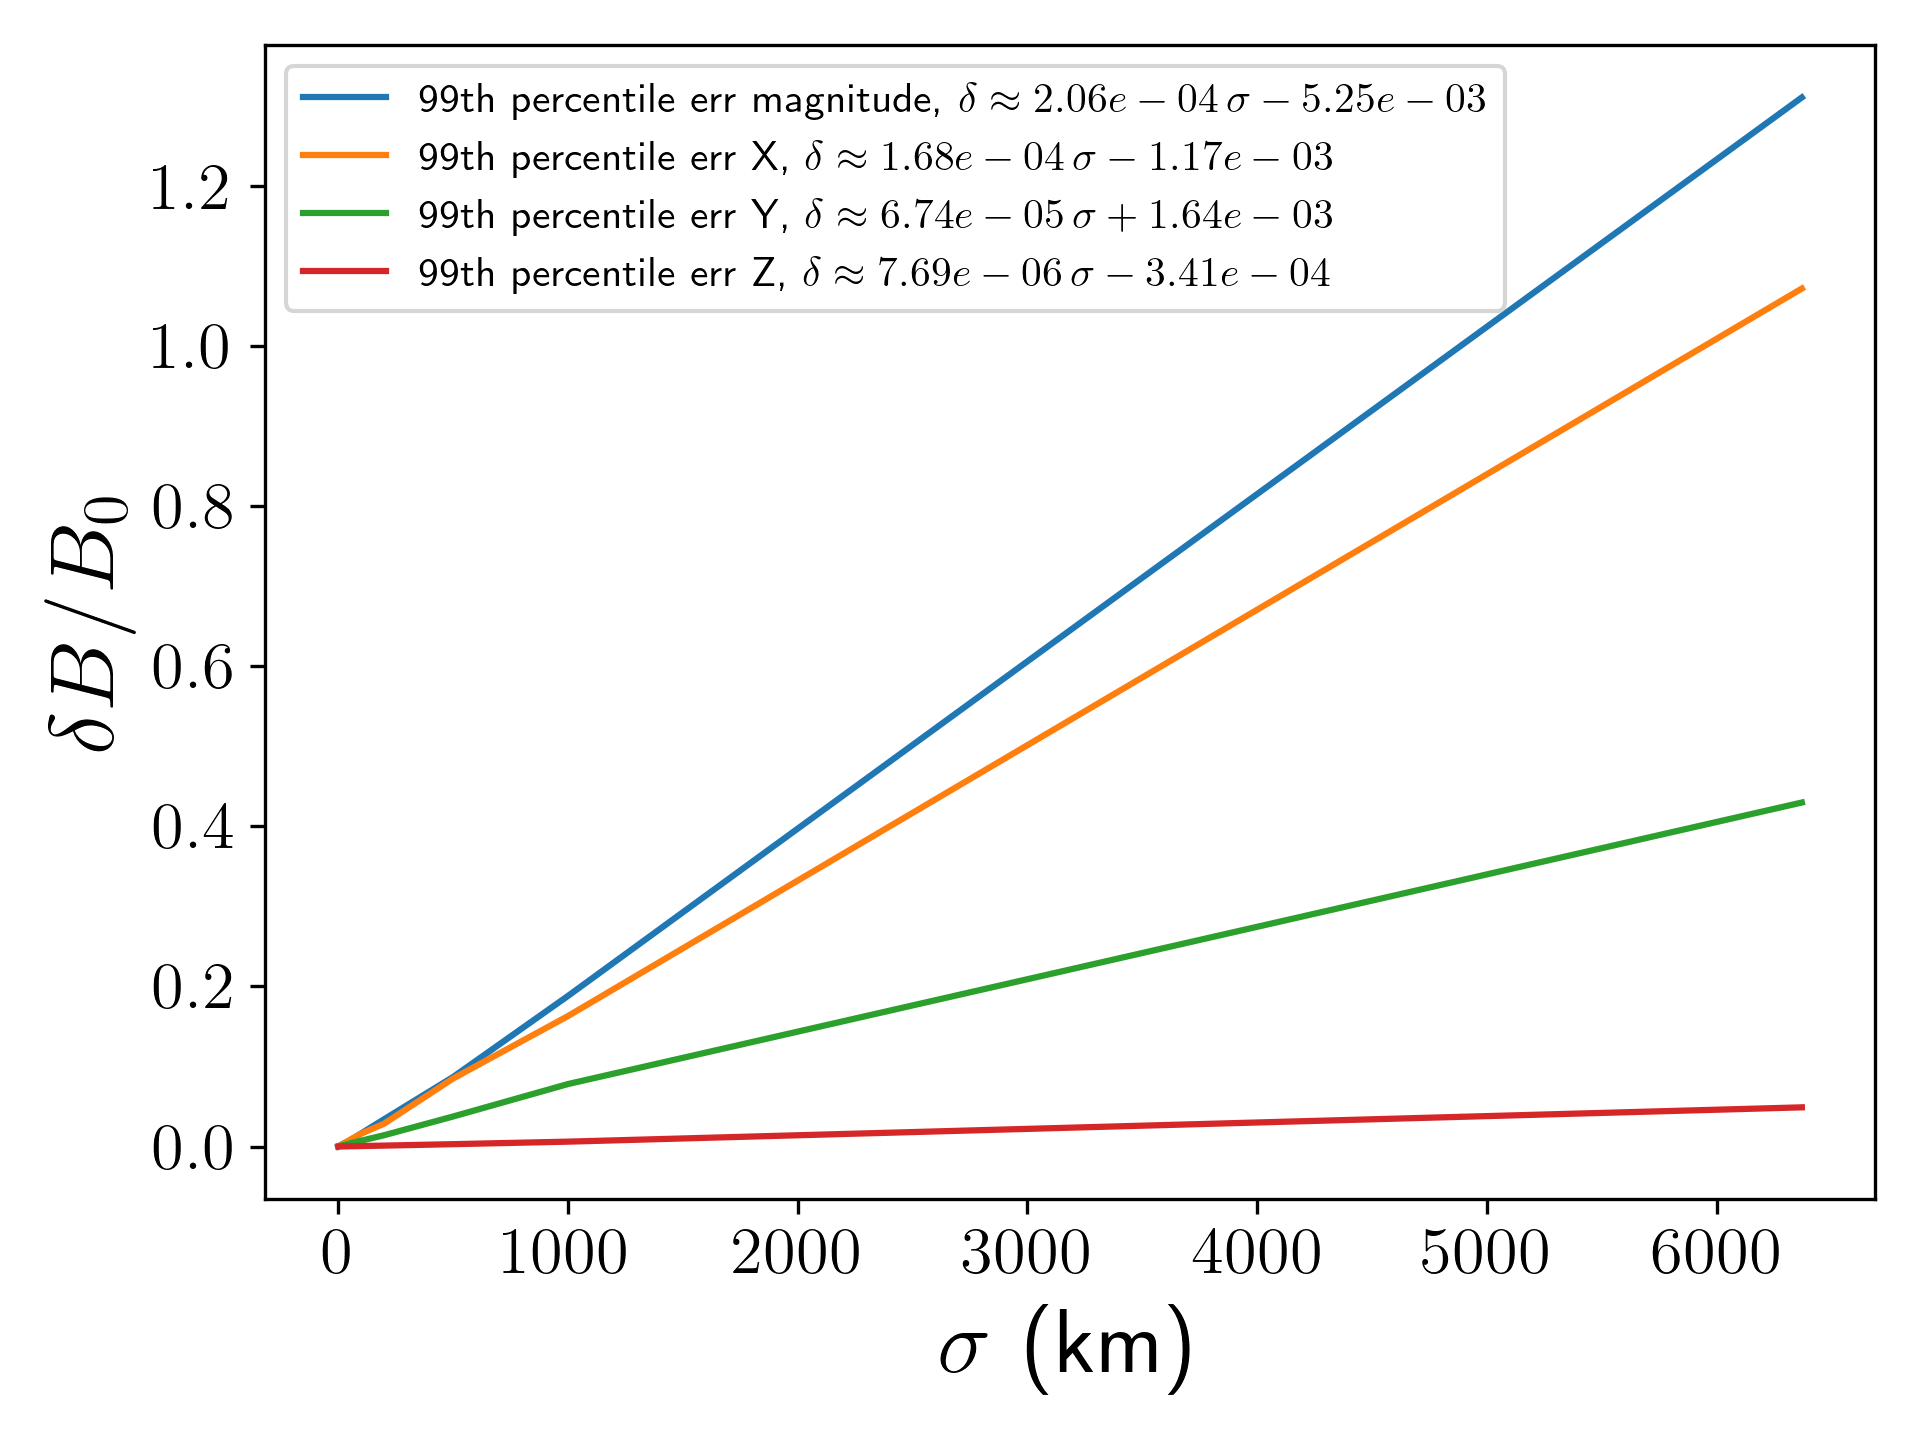 99th percentile err magnitude, δ ≈ 2.06e − 04 σ − 5.25e − 03
99th percentile err X, δ ≈ 1.68e − 04 σ − 1.17e − 03
99th percentile err Y, δ ≈ 6.74e − 05 σ + 1.64e − 03
99th percentile err Z, δ ≈ 7.69e − 06 σ − 3.41e − 04
1.2
1.0
0.8
0.6
0.4
0.2
0.0
δB/B₀
0 1000 2000 3000 4000 5000 6000
σ (km)